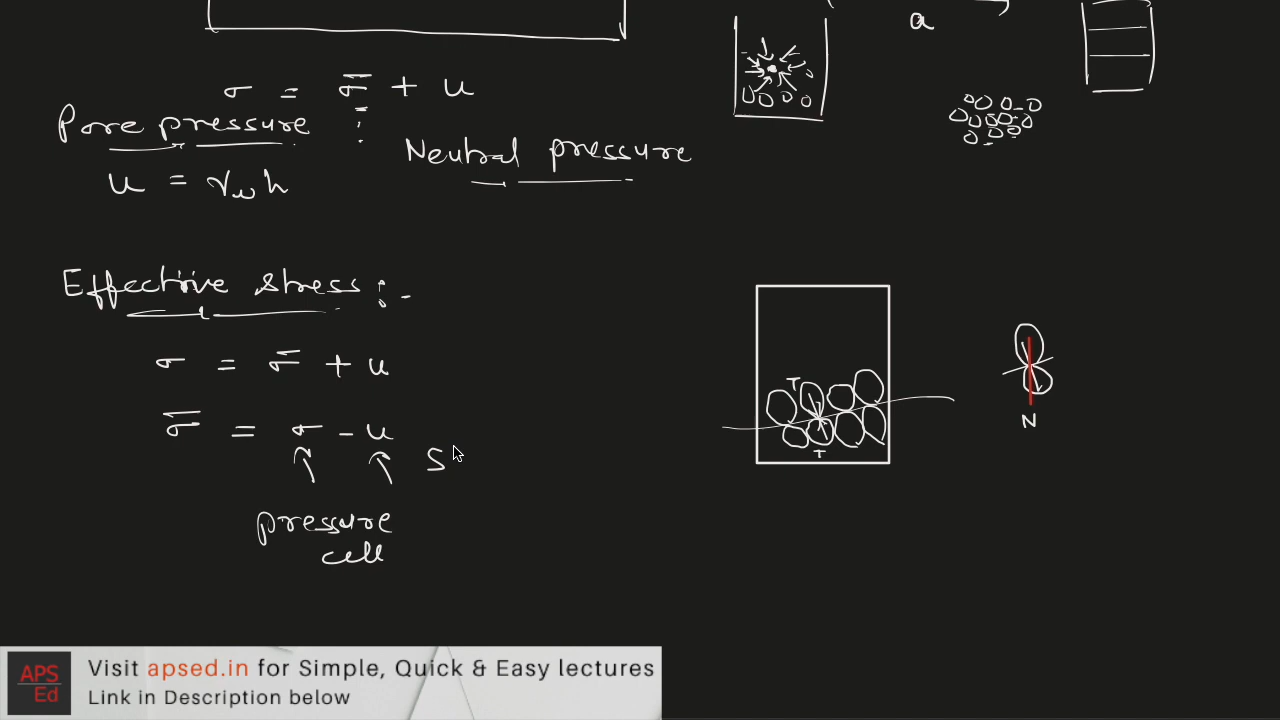 a
σ = σ̄ + u
Pore pressure :
Neutral pressure
u = γw h
Effective stress :-
σ = σ̄ + u
σ̄ = σ - u
S
pressure
cell
T
T
N
APS
Ed
Visit apsed.in for Simple, Quick & Easy lectures
Link in Description below